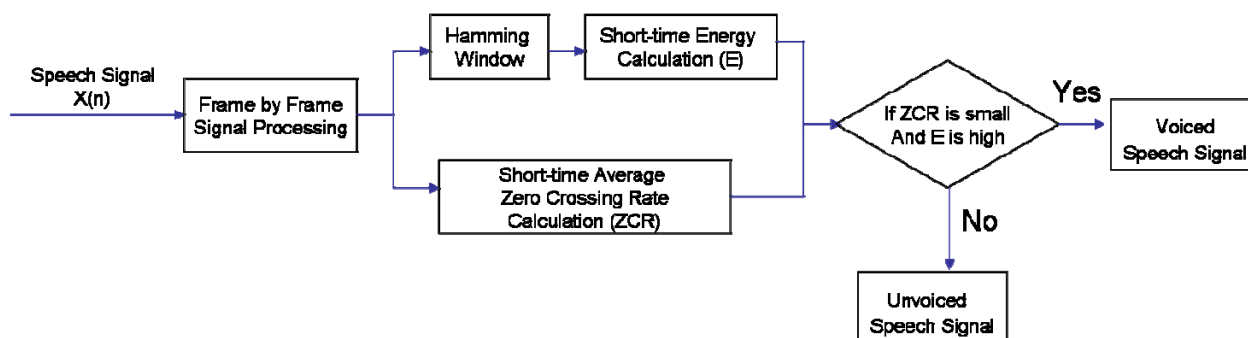 Speech Signal
X(n)
Frame by Frame
Signal Processing
Hamming
Window
Short-time Energy
Calculation (E)
Short-time Average
Zero Crossing Rate
Calculation (ZCR)
If ZCR is small
And E is high
Yes
Voiced
Speech Signal
No
Unvoiced
Speech Signal